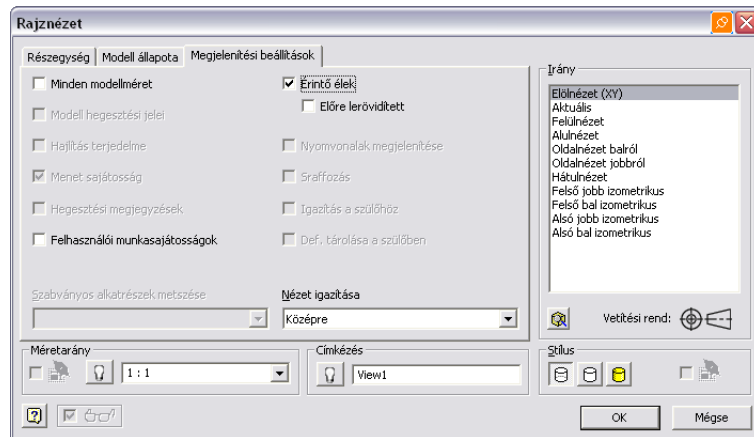 Rajznézet
Részegység
Modell állapota
Megjelenítési beállítások
Minden modellméret
Modell hegesztési jelei
Hajlítás terjedelme
Menet sajátosság
Hegesztési megjegyzések
Felhasználói munkasajátosságok
Érintő élek
Előre lerövidített
Nyomvonalak megjelenítése
Sraffozás
Igazítás a szülőhöz
Def. tárolása a szülőben
Szabványos alkatrészek metszése
Nézet igazítása
Középre
Irány
Elölnézet (XY)
Aktuális
Felülnézet
Alulnézet
Oldalnézet balról
Oldalnézet jobbról
Hátulnézet
Felső jobb izometrikus
Felső bal izometrikus
Alsó jobb izometrikus
Alsó bal izometrikus
Vetítési rend:
Méretarány
1 : 1
Címkézés
View1
Stílus
OK
Mégse